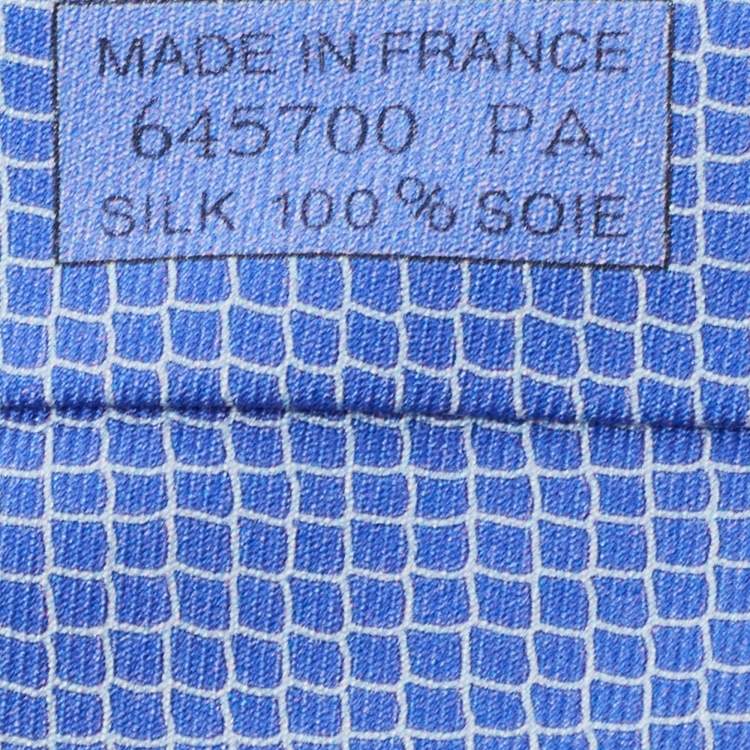 MADE IN FRANCE
645700 PA
SILK 100% SOIE